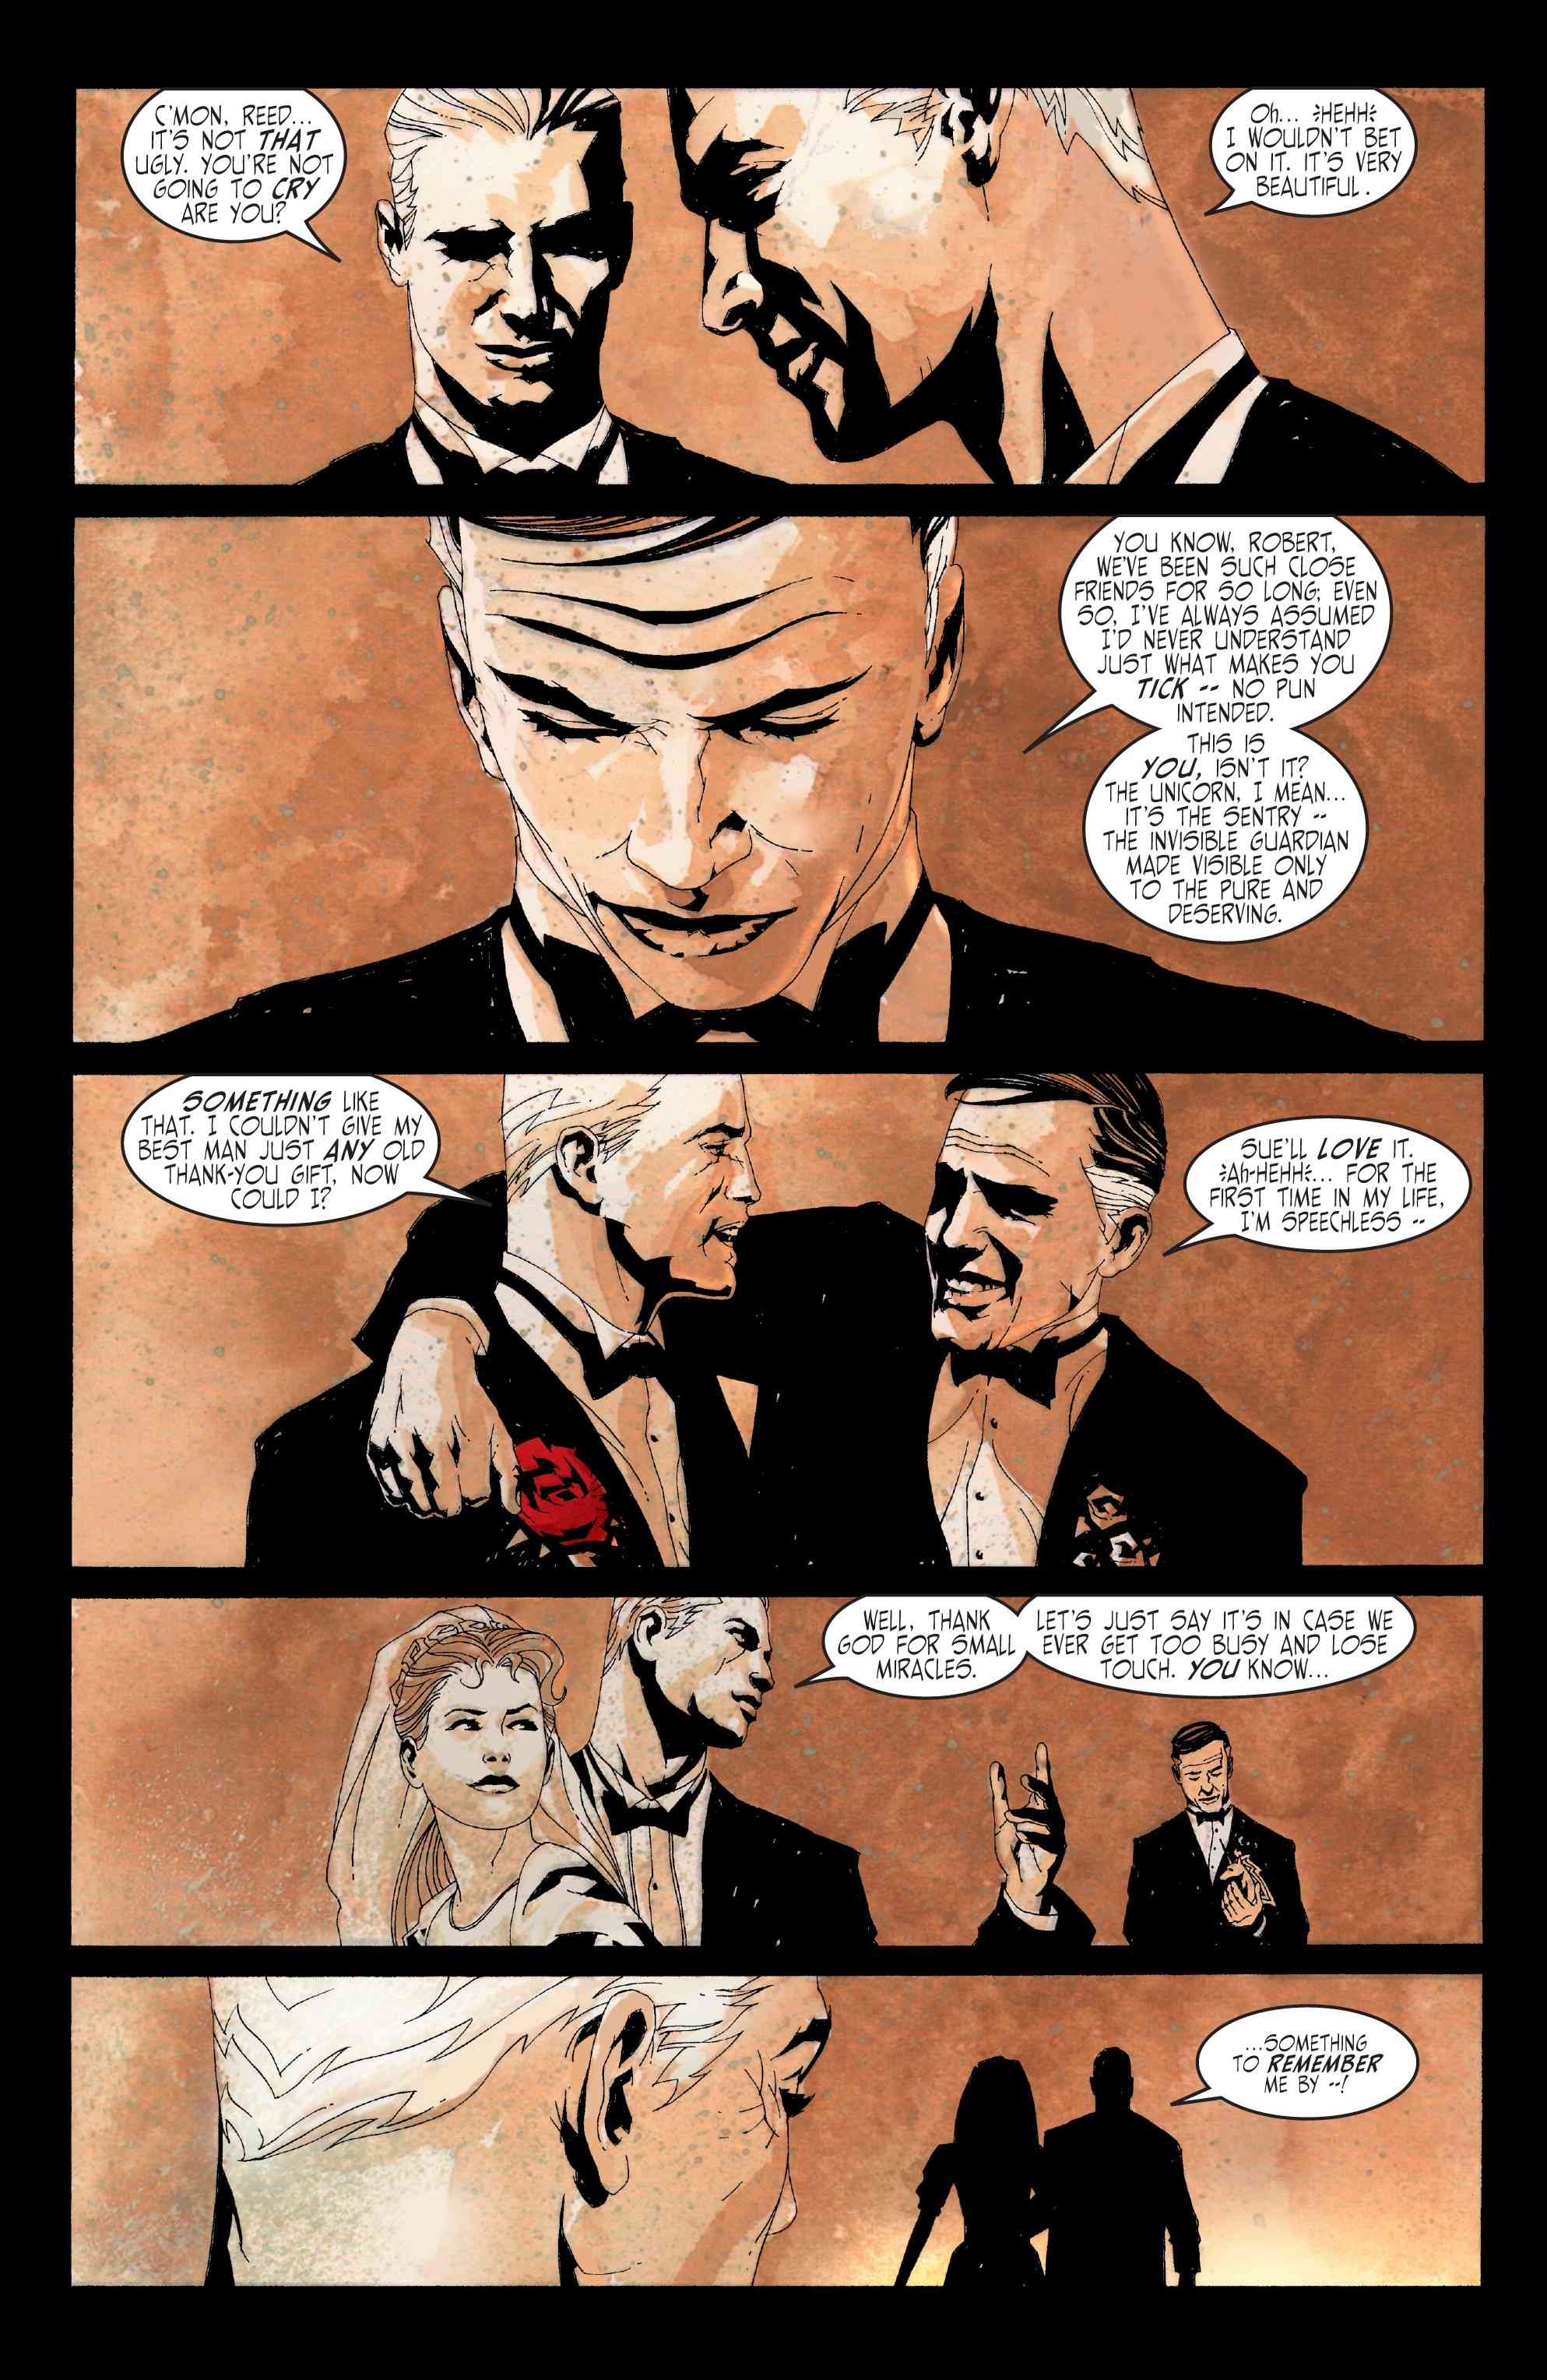 C'MON, REED...
IT'S NOT THAT
UGLY. YOU'RE NOT
GOING TO CRY
ARE YOU?
Oh... HEHH
I WOULDN'T BET
ON IT. IT'S VERY
BEAUTIFUL.
YOU KNOW, ROBERT,
WE'VE BEEN SUCH CLOSE
FRIENDS FOR SO LONG; EVEN
SO, I'VE ALWAYS ASSUMED
I'D NEVER UNDERSTAND
JUST WHAT MAKES YOU
TICK -- NO PUN
INTENDED.
THIS IS
YOU, ISN'T IT?
THE UNICORN, I MEAN...
IT'S THE SENTRY --
THE INVISIBLE GUARDIAN
MADE VISIBLE ONLY
TO THE PURE AND
DESERVING.
SOMETHING LIKE
THAT. I COULDN'T GIVE MY
BEST MAN JUST ANY OLD
THANK-YOU GIFT, NOW
COULD I?
SUE'LL LOVE IT.
Ah-HEHH... FOR THE
FIRST TIME IN MY LIFE,
I'M SPEECHLESS --
WELL, THANK
GOD FOR SMALL
MIRACLES.
LET'S JUST SAY IT'S IN CASE WE
EVER GET TOO BUSY AND LOSE
TOUCH. YOU KNOW...
...SOMETHING
TO REMEMBER
ME BY --!